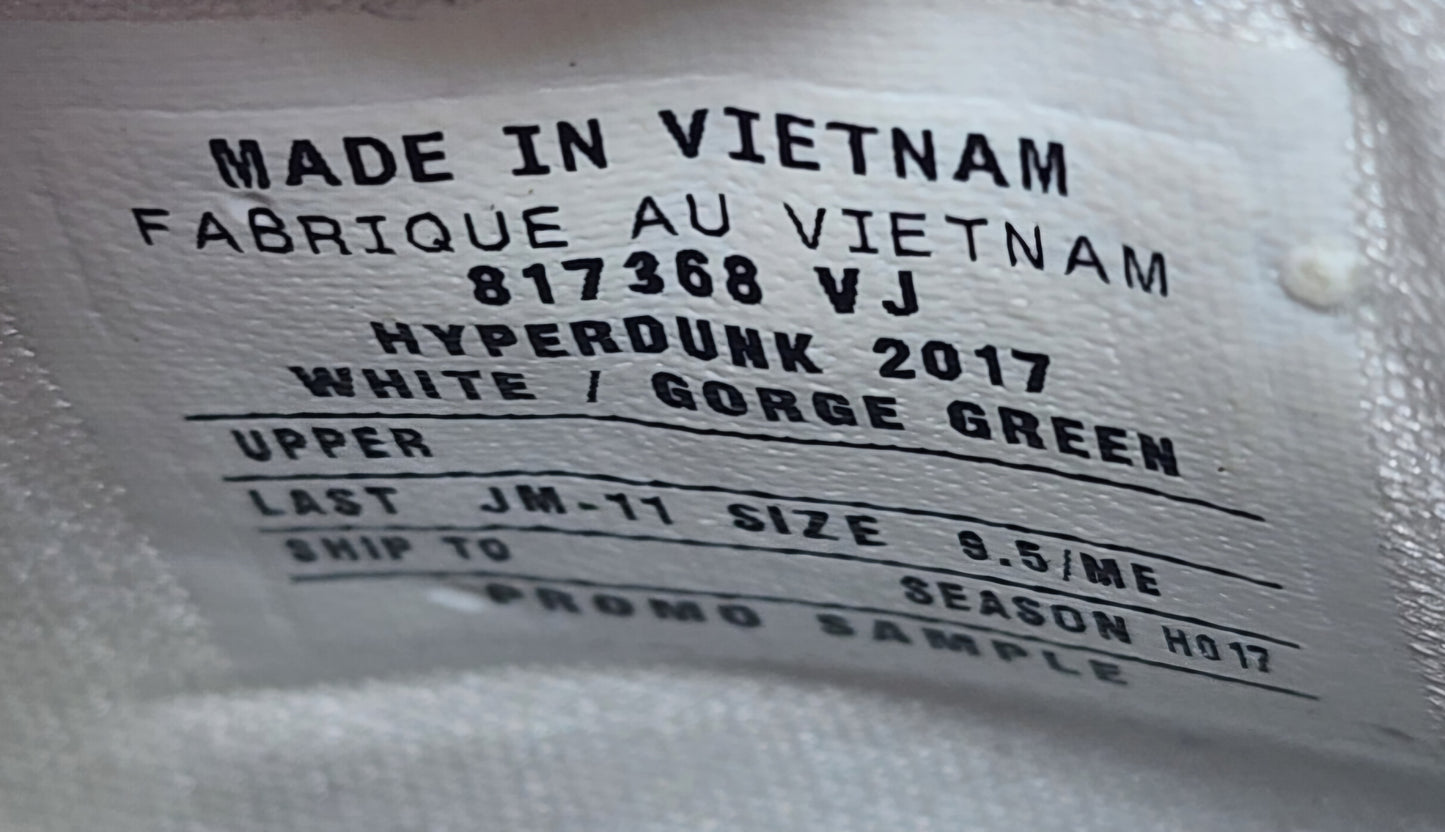 MADE IN VIETNAM
FABRIQUE AU VIETNAM
817368 VJ
HYPERDUNK 2017
WHITE / GORGE GREEN
UPPER
LAST JM-11 SIZE 9.5/ME
SHIP TO SEASON HO17
PROMO SAMPLE